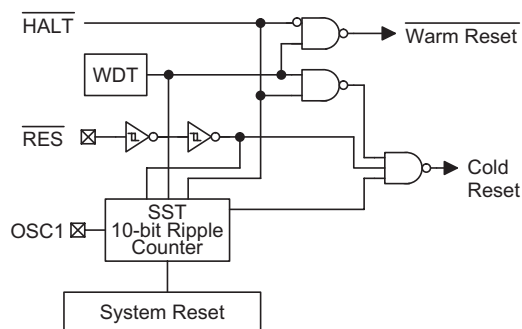 HALT
Warm Reset
WDT
RES
Cold
Reset
SST
10-bit Ripple
Counter
OSC1
System Reset